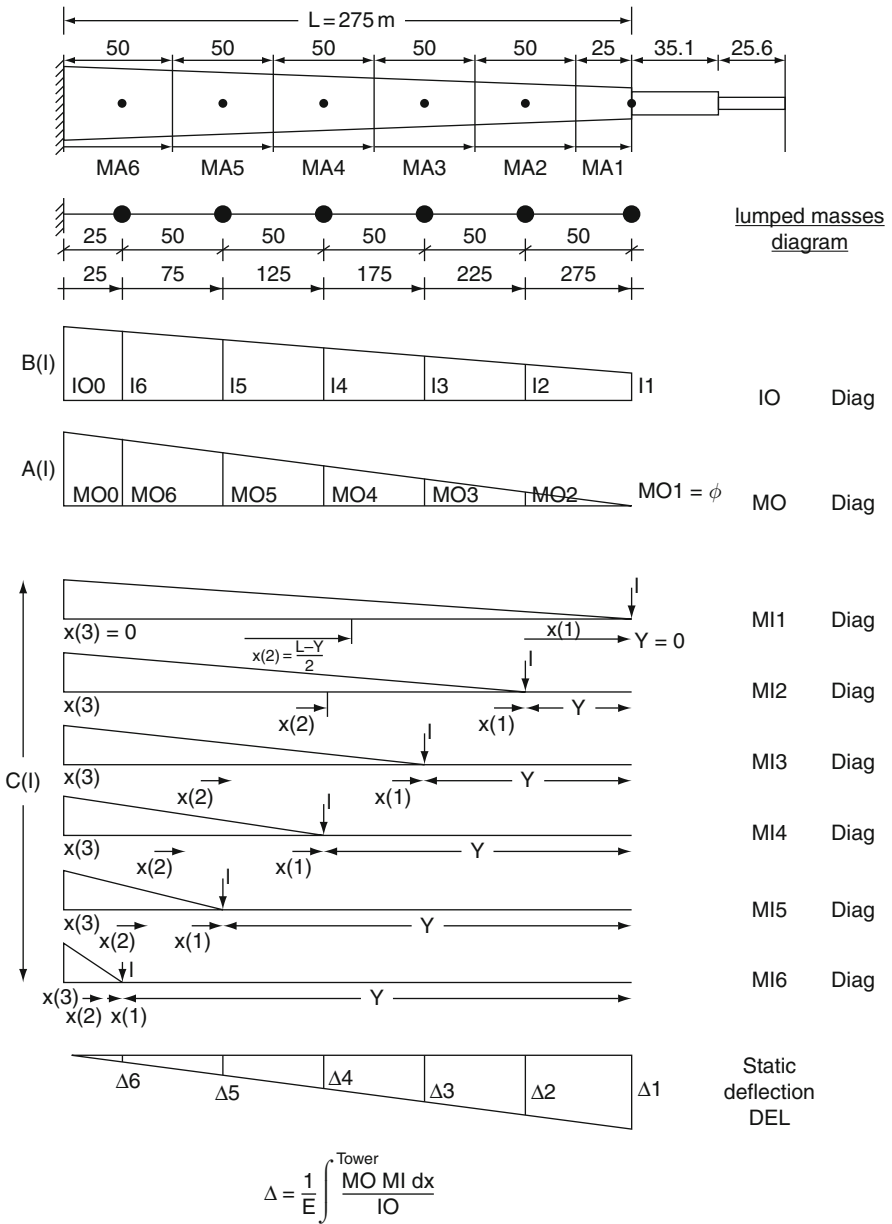 L = 275 m
50 50 50 50 50 25 35.1 25.6
MA6 MA5 MA4 MA3 MA2 MA1
lumped masses
diagram
25 50 50 50 50 50
25 75 125 175 225 275
B(I)
IO0 I6 I5 I4 I3 I2 I1
IO Diag
A(I)
MO0 MO6 MO5 MO4 MO3 MO2 MO1 = ϕ
MO Diag
C(I)
I
x(3) = 0 x(2) = L–Y/2 x(1) Y = 0
MI1 Diag
I
x(3) x(2) x(1) Y
MI2 Diag
I
x(3) x(2) x(1) Y
MI3 Diag
I
x(3) x(2) x(1) Y
MI4 Diag
I
x(3) x(2) x(1) Y
MI5 Diag
I
x(3) x(2) x(1) Y
MI6 Diag
Δ6 Δ5 Δ4 Δ3 Δ2 Δ1
Static
deflection
DEL
Δ = 1/E ∫ Tower MO MI dx / IO